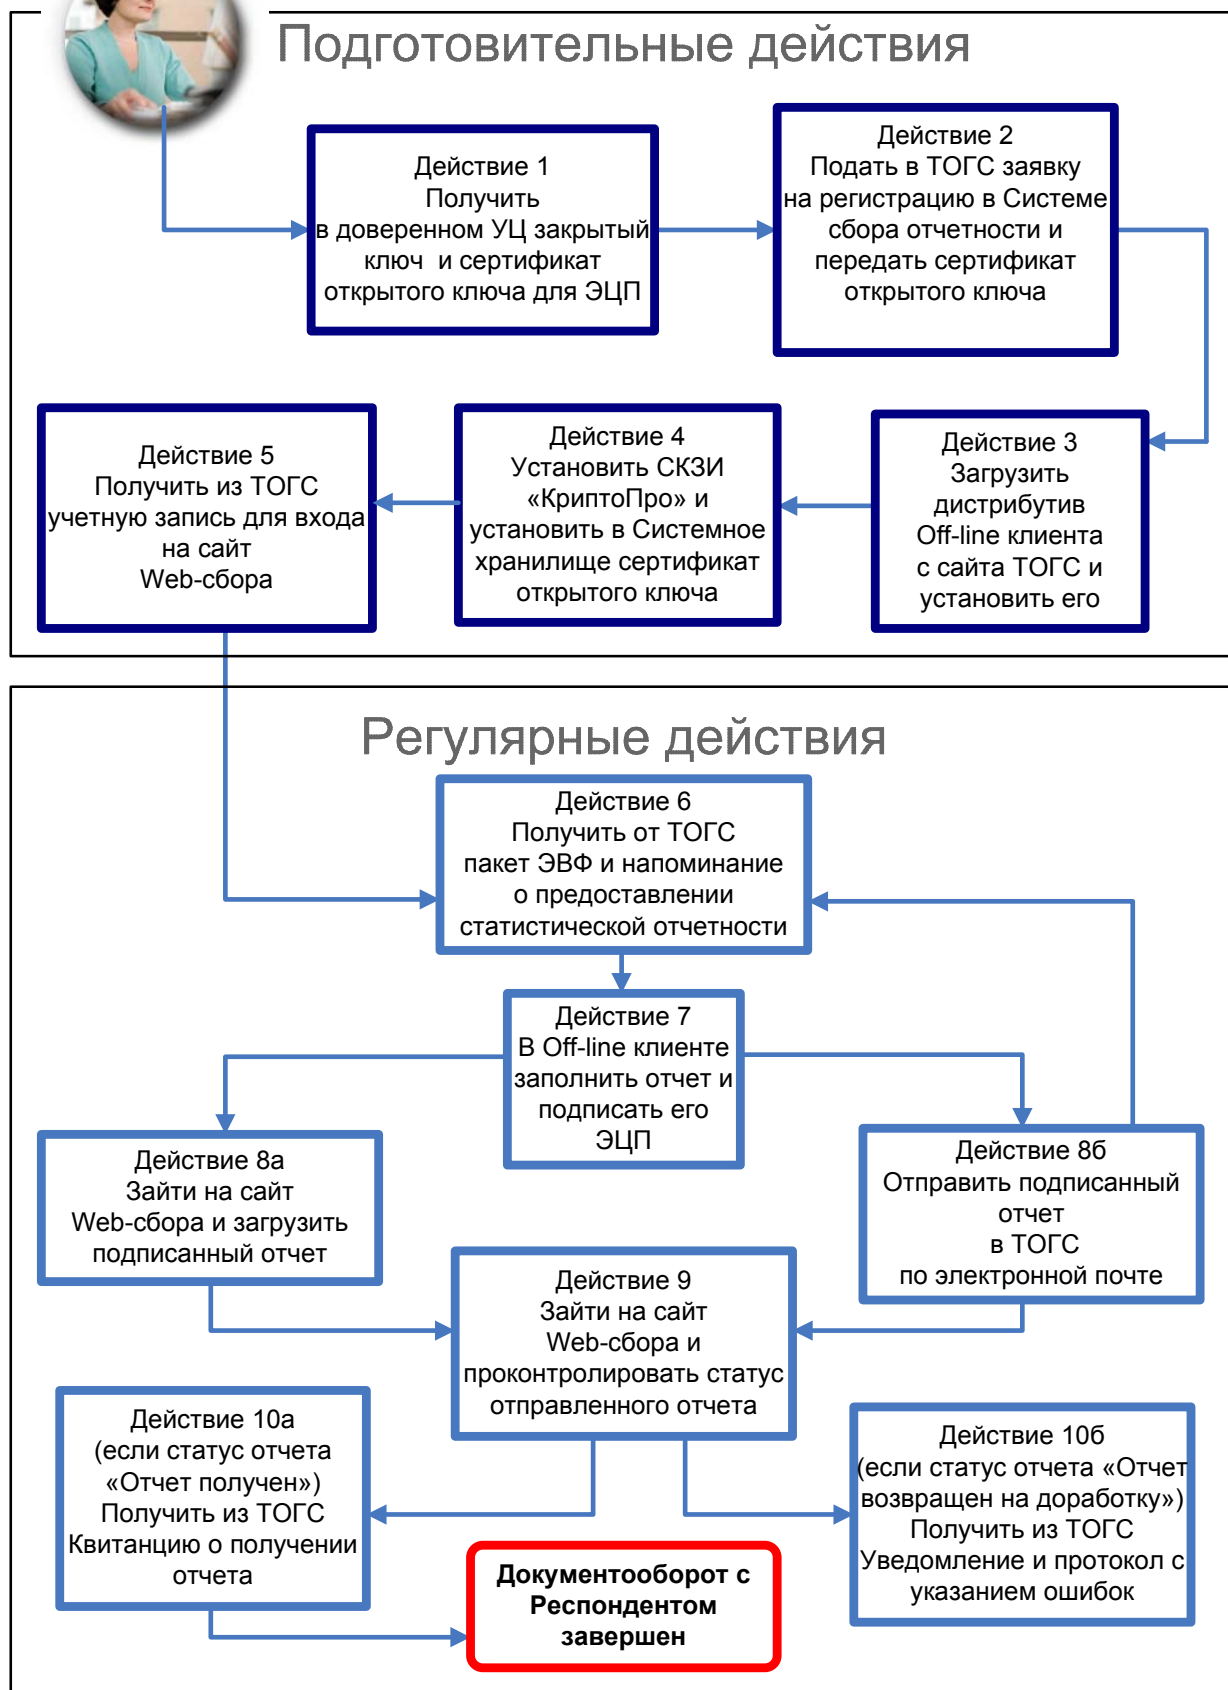 Подготовительные действия
Действие 1
Получить
в доверенном УЦ закрытый
ключ и сертификат
открытого ключа для ЭЦП
Действие 2
Подать в ТОГС заявку
на регистрацию в Системе
сбора отчетности и
передать сертификат
открытого ключа
Действие 3
Загрузить
дистрибутив
Off-line клиента
с сайта ТОГС и
установить его
Действие 4
Установить СКЗИ
«КриптоПро» и
установить в Системное
хранилище сертификат
открытого ключа
Действие 5
Получить из ТОГС
учетную запись для входа
на сайт
Web-сбора
Регулярные действия
Действие 6
Получить от ТОГС
пакет ЭВФ и напоминание
о предоставлении
статистической отчетности
Действие 7
В Off-line клиенте
заполнить отчет и
подписать его
ЭЦП
Действие 8а
Зайти на сайт
Web-сбора и загрузить
подписанный отчет
Действие 8б
Отправить подписанный
отчет
в ТОГС
по электронной почте
Действие 9
Зайти на сайт
Web-сбора и
проконтролировать статус
отправленного отчета
Действие 10а
(если статус отчета
«Отчет получен»)
Получить из ТОГС
Квитанцию о получении
отчета
Действие 10б
(если статус отчета «Отчет
возвращен на доработку»)
Получить из ТОГС
Уведомление и протокол с
указанием ошибок
Документооборот с
Респондентом
завершен